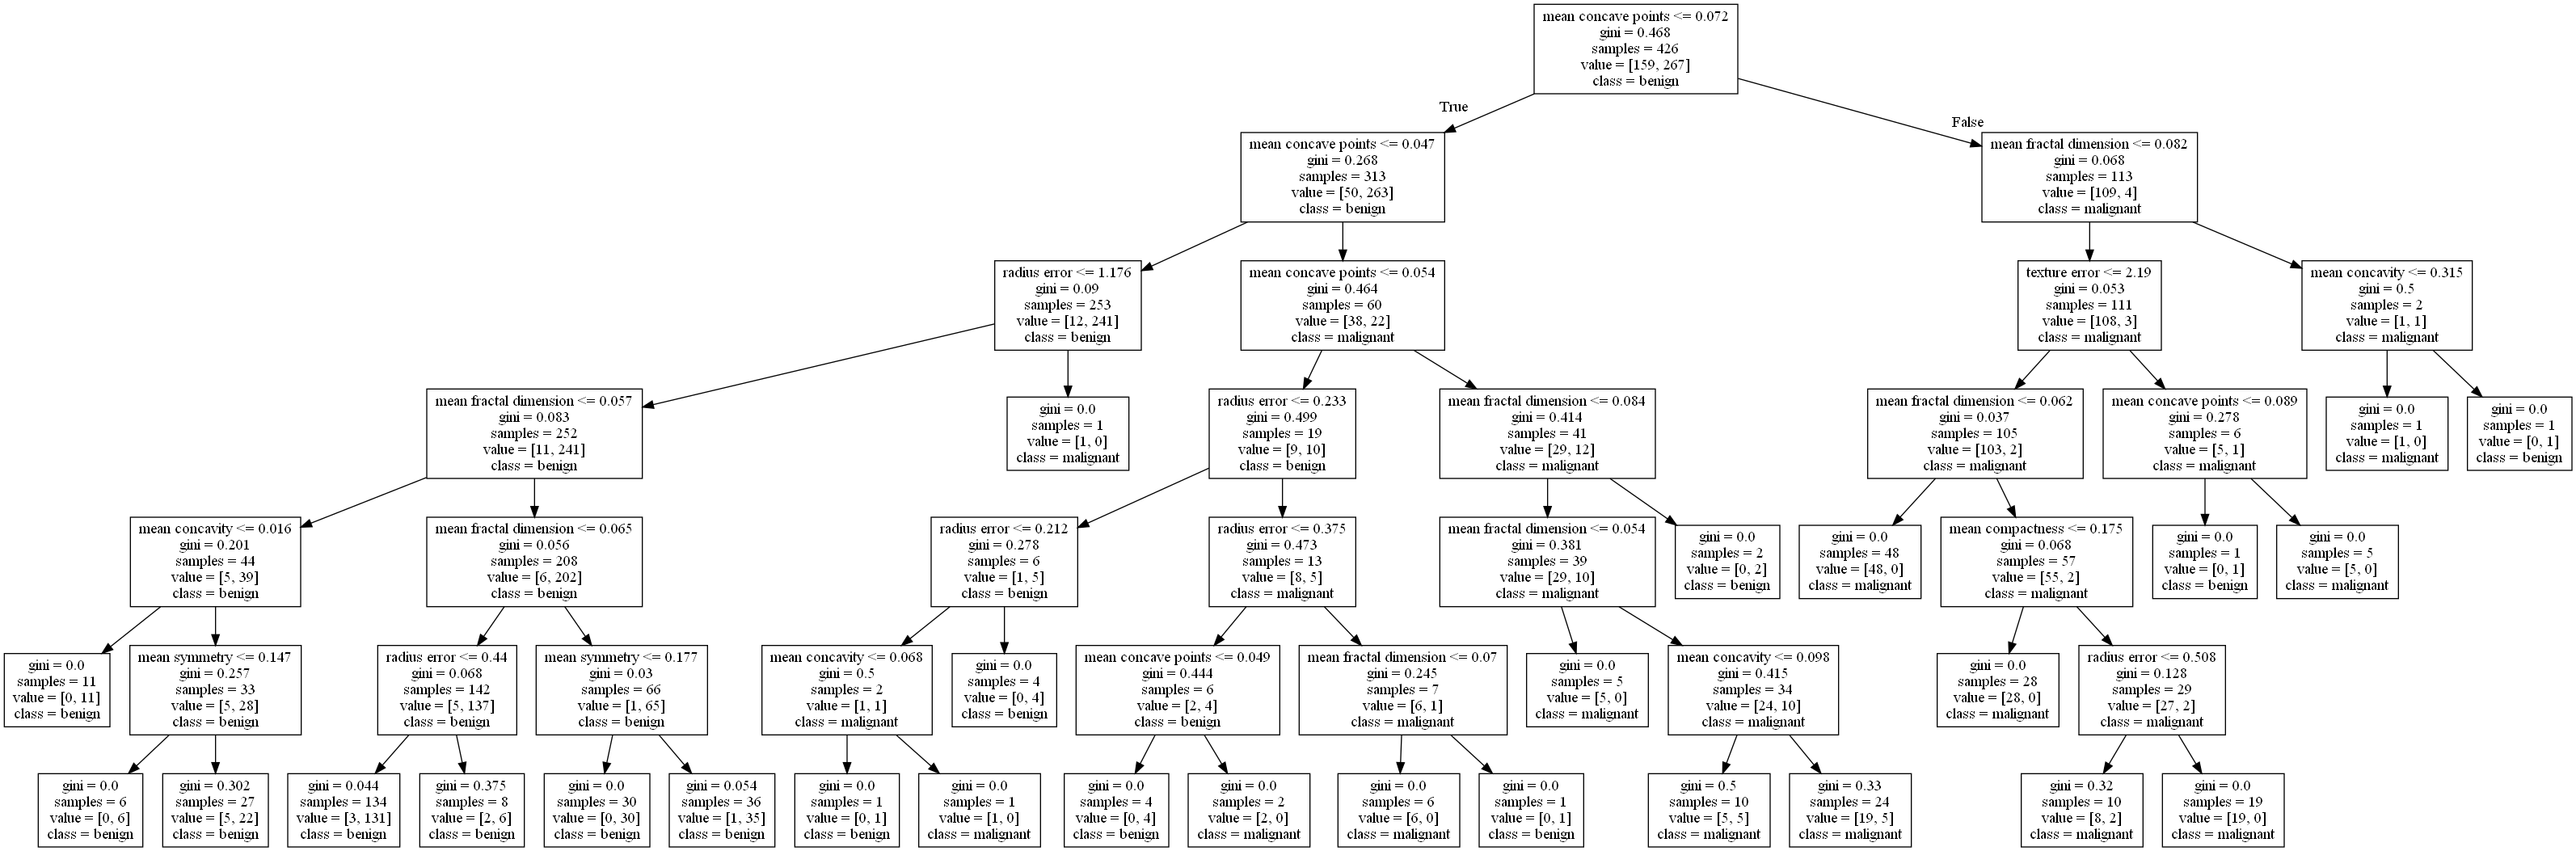 mean concave points <= 0.072
gini = 0.468
samples = 426
value = [159, 267]
class = benign
True
False
mean concave points <= 0.047
gini = 0.268
samples = 313
value = [50, 263]
class = benign
mean fractal dimension <= 0.082
gini = 0.068
samples = 113
value = [109, 4]
class = malignant
radius error <= 1.176
gini = 0.09
samples = 253
value = [12, 241]
class = benign
mean concave points <= 0.054
gini = 0.464
samples = 60
value = [38, 22]
class = malignant
texture error <= 2.19
gini = 0.053
samples = 111
value = [108, 3]
class = malignant
mean concavity <= 0.315
gini = 0.5
samples = 2
value = [1, 1]
class = malignant
mean fractal dimension <= 0.057
gini = 0.083
samples = 252
value = [11, 241]
class = benign
gini = 0.0
samples = 1
value = [1, 0]
class = malignant
radius error <= 0.233
gini = 0.499
samples = 19
value = [9, 10]
class = benign
mean fractal dimension <= 0.084
gini = 0.414
samples = 41
value = [29, 12]
class = malignant
mean fractal dimension <= 0.062
gini = 0.037
samples = 105
value = [103, 2]
class = malignant
mean concave points <= 0.089
gini = 0.278
samples = 6
value = [5, 1]
class = malignant
gini = 0.0
samples = 1
value = [1, 0]
class = malignant
gini = 0.0
samples = 1
value = [0, 1]
class = benign
mean concavity <= 0.016
gini = 0.201
samples = 44
value = [5, 39]
class = benign
mean fractal dimension <= 0.065
gini = 0.056
samples = 208
value = [6, 202]
class = benign
radius error <= 0.212
gini = 0.278
samples = 6
value = [1, 5]
class = benign
radius error <= 0.375
gini = 0.473
samples = 13
value = [8, 5]
class = malignant
mean fractal dimension <= 0.054
gini = 0.381
samples = 39
value = [29, 10]
class = malignant
gini = 0.0
samples = 2
value = [0, 2]
class = benign
gini = 0.0
samples = 48
value = [48, 0]
class = malignant
mean compactness <= 0.175
gini = 0.068
samples = 57
value = [55, 2]
class = malignant
gini = 0.0
samples = 1
value = [0, 1]
class = benign
gini = 0.0
samples = 5
value = [5, 0]
class = malignant
gini = 0.0
samples = 11
value = [0, 11]
class = benign
mean symmetry <= 0.147
gini = 0.257
samples = 33
value = [5, 28]
class = benign
radius error <= 0.44
gini = 0.068
samples = 142
value = [5, 137]
class = benign
mean symmetry <= 0.177
gini = 0.03
samples = 66
value = [1, 65]
class = benign
mean concavity <= 0.068
gini = 0.5
samples = 2
value = [1, 1]
class = malignant
gini = 0.0
samples = 4
value = [0, 4]
class = benign
mean concave points <= 0.049
gini = 0.444
samples = 6
value = [2, 4]
class = benign
mean fractal dimension <= 0.07
gini = 0.245
samples = 7
value = [6, 1]
class = malignant
gini = 0.0
samples = 5
value = [5, 0]
class = malignant
mean concavity <= 0.098
gini = 0.415
samples = 34
value = [24, 10]
class = malignant
gini = 0.0
samples = 28
value = [28, 0]
class = malignant
radius error <= 0.508
gini = 0.128
samples = 29
value = [27, 2]
class = malignant
gini = 0.0
samples = 6
value = [0, 6]
class = benign
gini = 0.302
samples = 27
value = [5, 22]
class = benign
gini = 0.044
samples = 134
value = [3, 131]
class = benign
gini = 0.375
samples = 8
value = [2, 6]
class = benign
gini = 0.0
samples = 30
value = [0, 30]
class = benign
gini = 0.054
samples = 36
value = [1, 35]
class = benign
gini = 0.0
samples = 1
value = [0, 1]
class = benign
gini = 0.0
samples = 1
value = [1, 0]
class = malignant
gini = 0.0
samples = 4
value = [0, 4]
class = benign
gini = 0.0
samples = 2
value = [2, 0]
class = malignant
gini = 0.0
samples = 6
value = [6, 0]
class = malignant
gini = 0.0
samples = 1
value = [0, 1]
class = benign
gini = 0.5
samples = 10
value = [5, 5]
class = malignant
gini = 0.33
samples = 24
value = [19, 5]
class = malignant
gini = 0.32
samples = 10
value = [8, 2]
class = malignant
gini = 0.0
samples = 19
value = [19, 0]
class = malignant